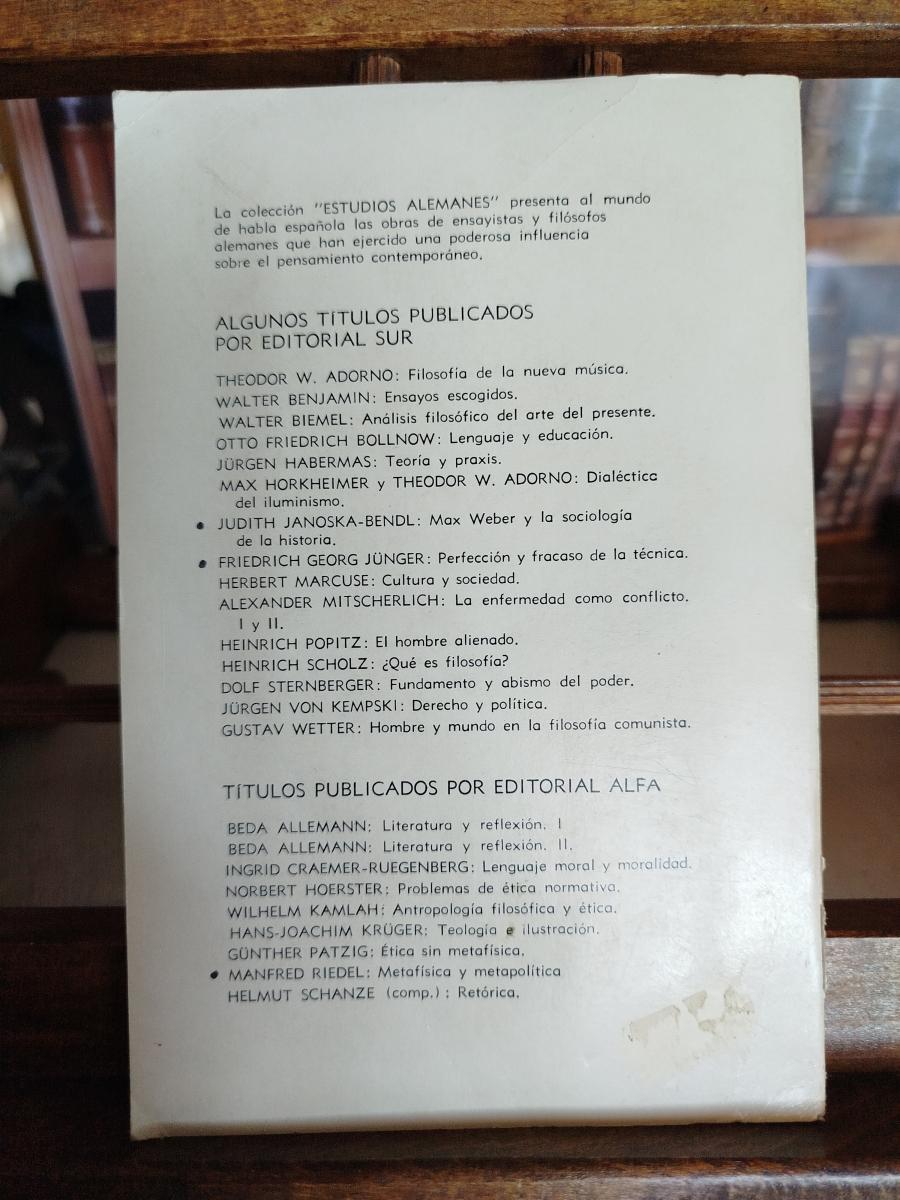 La colección "ESTUDIOS ALEMANES" presenta al mundo
de habla española las obras de ensayistas y filósofos
alemanes que han ejercido una poderosa influencia
sobre el pensamiento contemporáneo.
ALGUNOS TÍTULOS PUBLICADOS
POR EDITORIAL SUR
THEODOR W. ADORNO: Filosofía de la nueva música.
WALTER BENJAMIN: Ensayos escogidos.
WALTER BIEMEL: Análisis filosófico del arte del presente.
OTTO FRIEDRICH BOLLNOW: Lenguaje y educación.
JÜRGEN HABERMAS: Teoría y praxis.
MAX HORKHEIMER y THEODOR W. ADORNO: Dialéctica
del iluminismo.
• JUDITH JANOSKA-BENDL: Max Weber y la sociología
de la historia.
• FRIEDRICH GEORG JÜNGER: Perfección y fracaso de la técnica.
HERBERT MARCUSE: Cultura y sociedad.
ALEXANDER MITSCHERLICH: La enfermedad como conflicto.
I y II.
HEINRICH POPITZ: El hombre alienado.
HEINRICH SCHOLZ: ¿Qué es filosofía?
DOLF STERNBERGER: Fundamento y abismo del poder.
JÜRGEN VON KEMPSKI: Derecho y política.
GUSTAV WETTER: Hombre y mundo en la filosofía comunista.
TÍTULOS PUBLICADOS POR EDITORIAL ALFA
BEDA ALLEMANN: Literatura y reflexión. I
BEDA ALLEMANN: Literatura y reflexión. II.
INGRID CRAEMER-RUEGENBERG: Lenguaje moral y moralidad.
NORBERT HOERSTER: Problemas de ética normativa.
WILHELM KAMLAH: Antropología filosófica y ética.
HANS-JOACHIM KRÜGER: Teología e ilustración.
GÜNTHER PATZIG: Ética sin metafísica.
• MANFRED RIEDEL: Metafísica y metapolítica
HELMUT SCHANZE (comp.): Retórica.